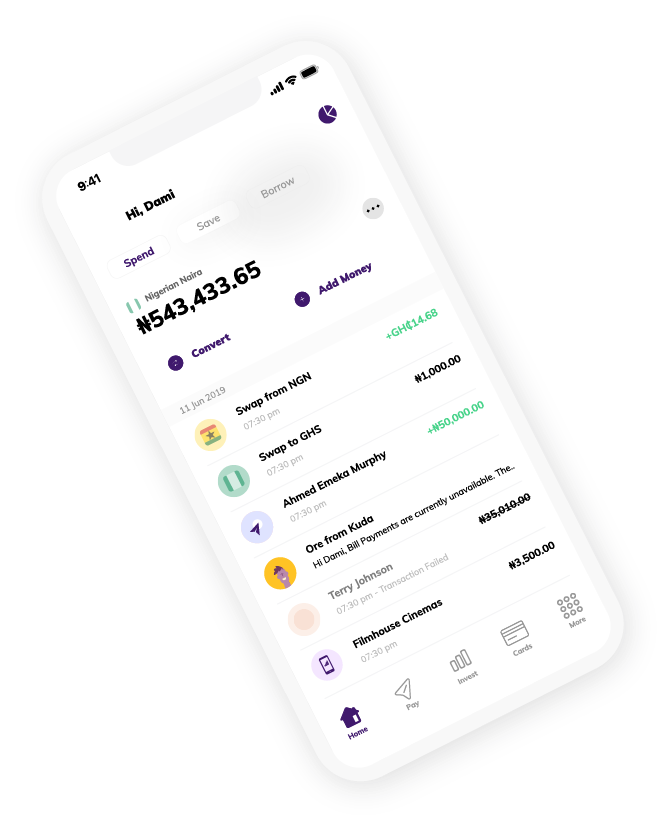 9:41
Hi, Dami
Spend
Save
Borrow
Nigerian Naira
₦543,433.65
Convert
Add Money
11 Jun 2019
Swap from NGN
+GH₵14.68
07:30 pm
Swap to GHS
₦1,000.00
07:30 pm
Ahmed Emeka Murphy
+₦50,000.00
07:30 pm
Ore from Kuda
Hi Dami, Bill Payments are currently unavailable. The..
Terry Johnson
₦35,010.00
07:30 pm - Transaction Failed
Filmhouse Cinemas
₦3,500.00
07:30 pm
Home
Pay
Invest
Cards
More